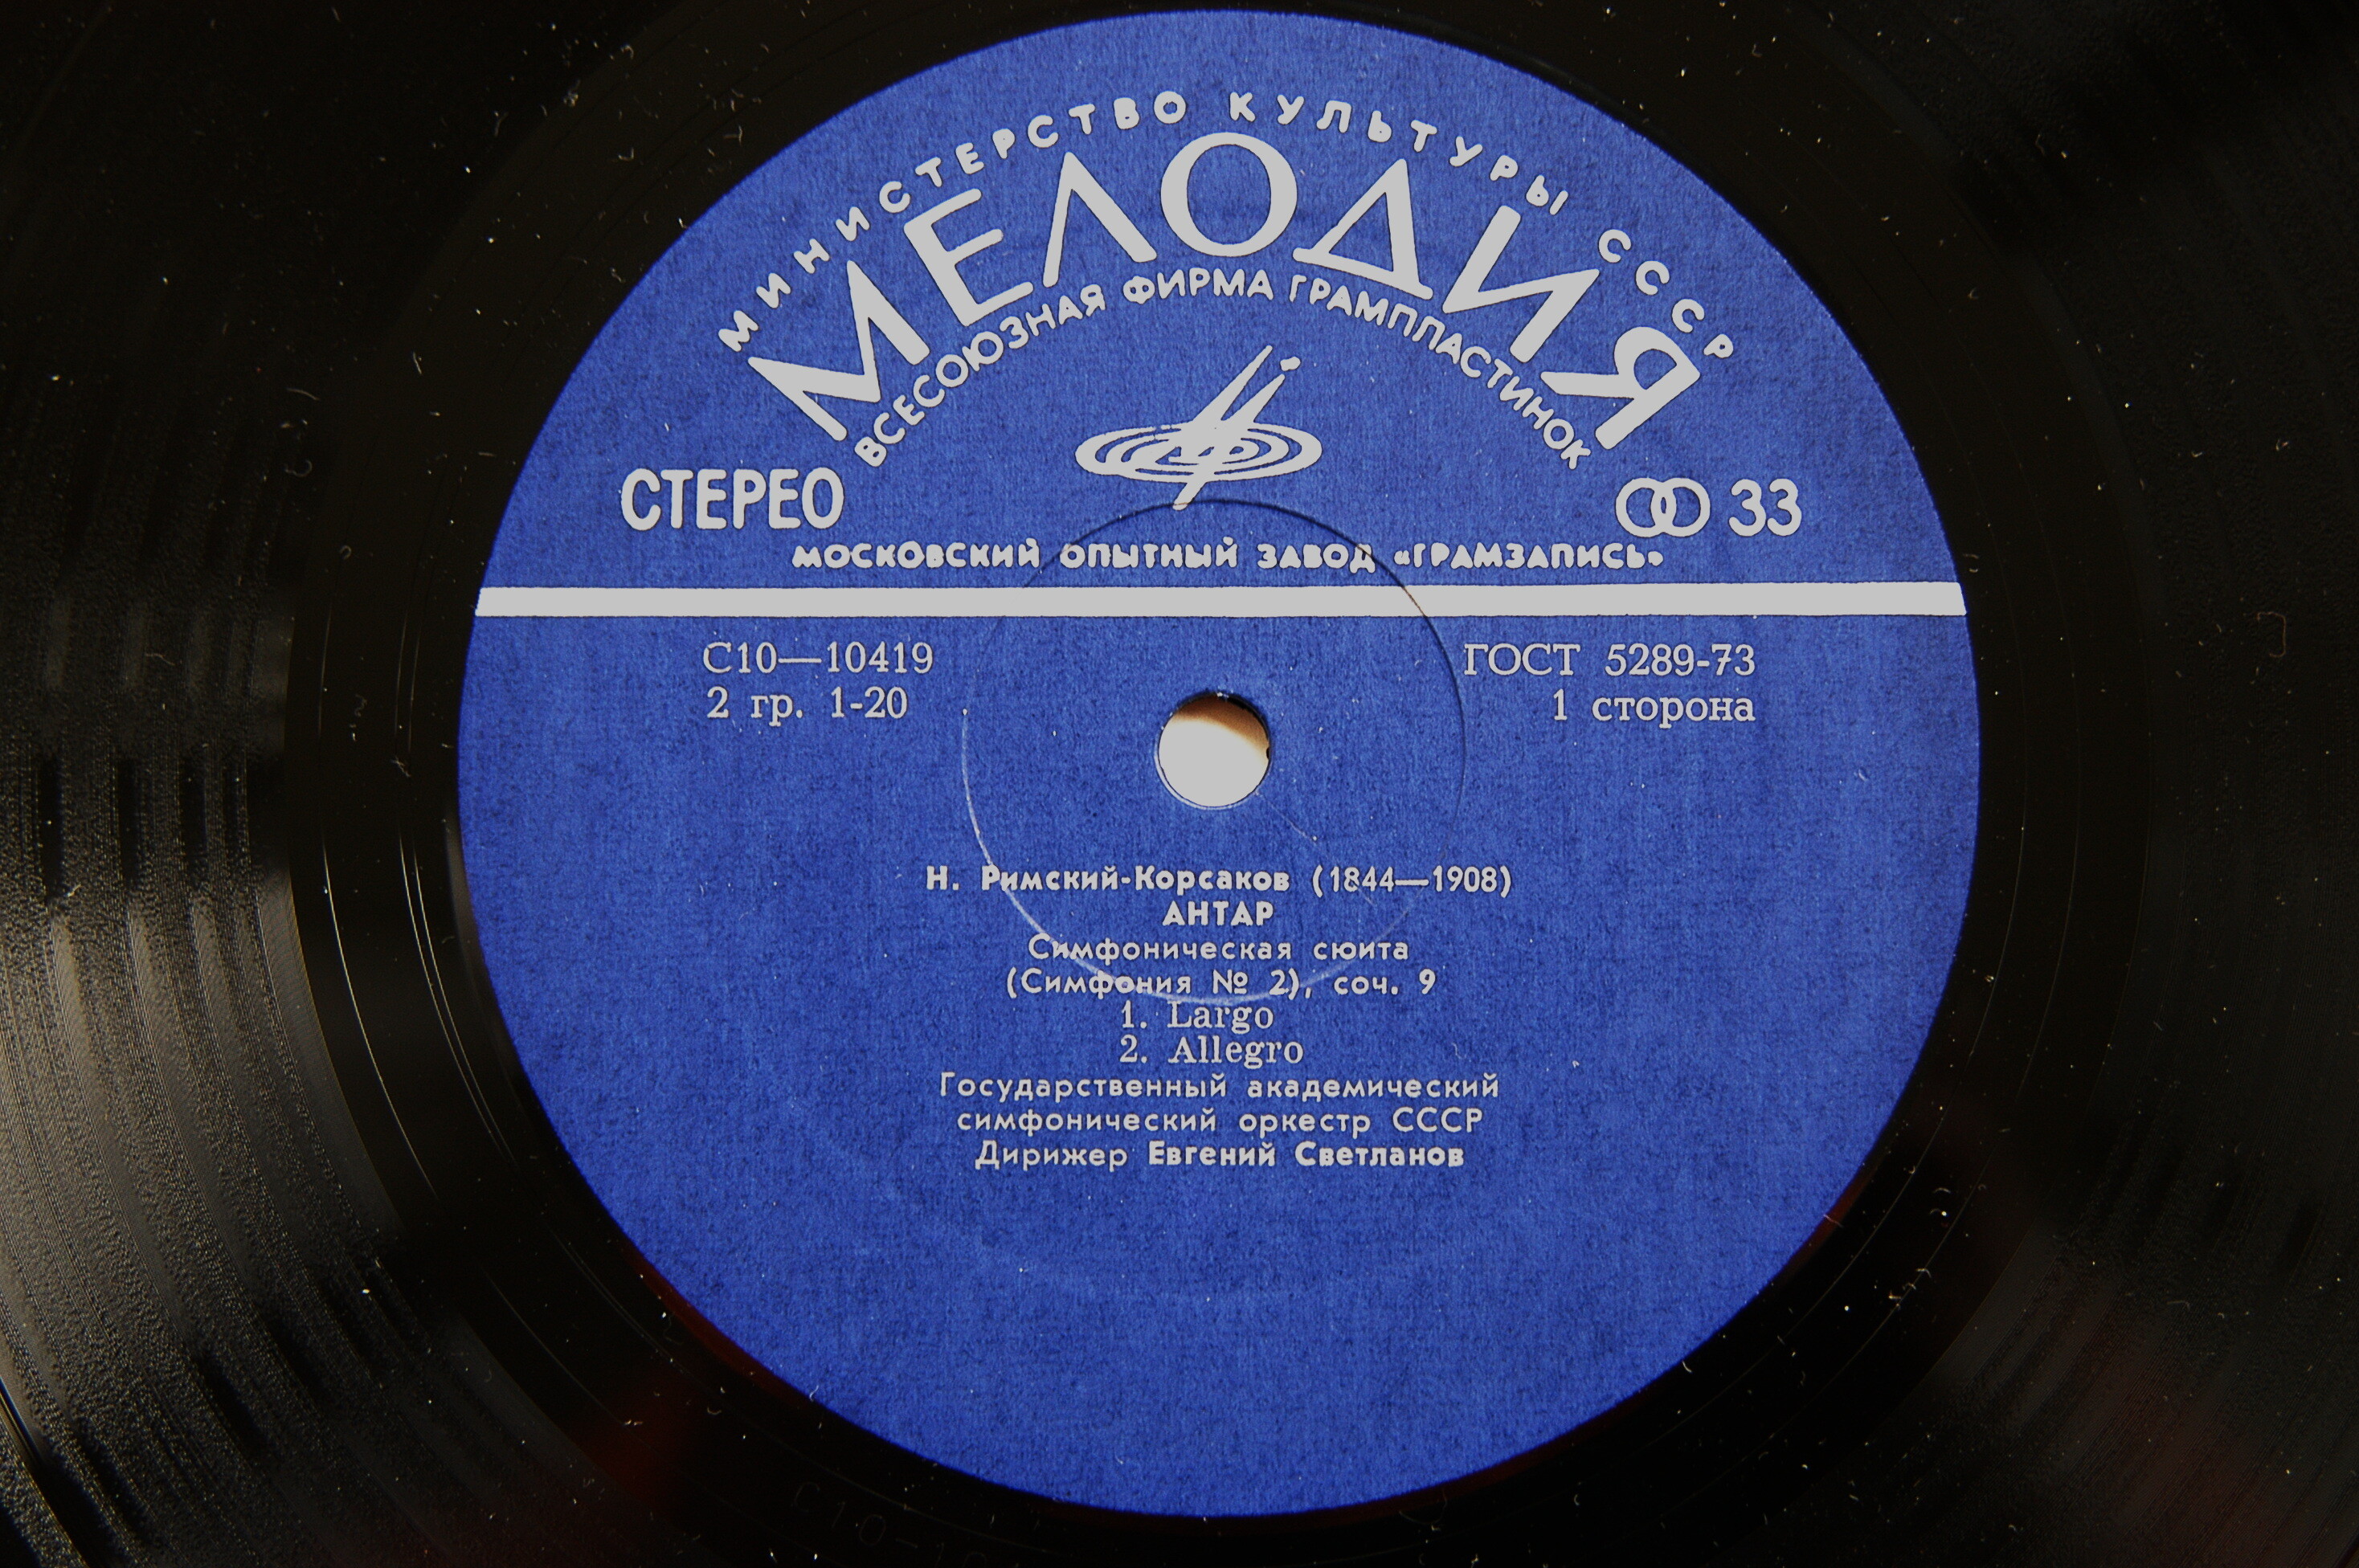 МИНИСТЕРСТВО КУЛЬТУРЫ СССР
МЕЛОДИЯ
ВСЕСОЮЗНАЯ ФИРМА ГРАМПЛАСТИНОК
СТЕРЕО
33
МОСКОВСКИЙ ОПЫТНЫЙ ЗАВОД «ГРАМЗАПИСЬ»
С10—10419
ГОСТ 5289-73
2 гр. 1-20
1 сторона
Н. Римский-Корсаков (1844—1908)
АНТАР
Симфоническая сюита
(Симфония № 2), соч. 9
1. Largo
2. Allegro
Государственный академический
симфонический оркестр СССР
Дирижер Евгений Светланов